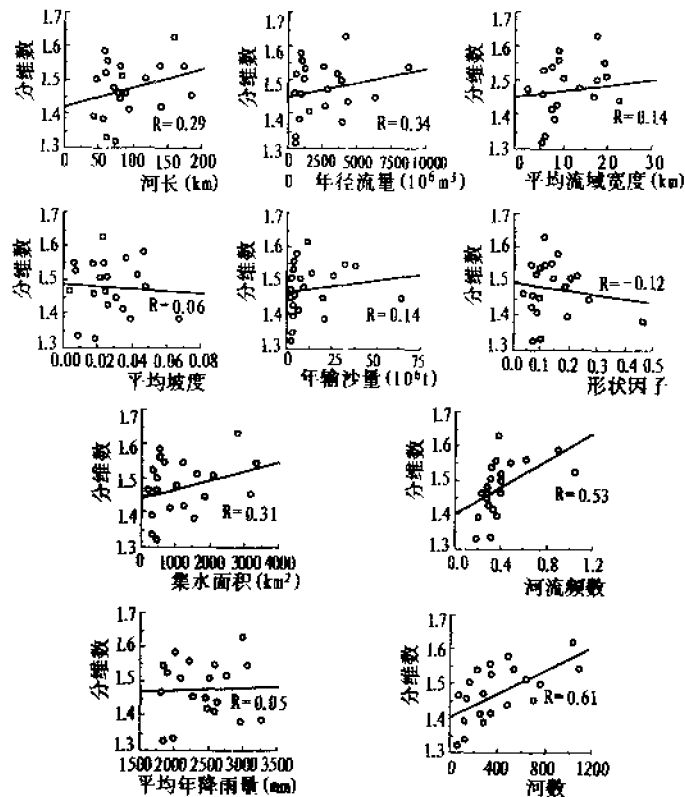 分维数
1.7
1.6
1.5
1.4
1.3
R=0.29
0 50 100 150 200
河长(km)
分维数
1.7
1.6
1.5
1.4
1.3
R=0.34
0 2500 5000 7500 10000
0 年径流量(10⁶m³)
分维数
1.7
1.6
1.5
1.4
1.3
R=0.14
0 10 20 30
平均流域宽度(km)
分维数
1.7
1.6
1.5
1.4
1.3
R=0.06
0.00 0.02 0.04 0.06 0.08
平均坡度
分维数
1.7
1.6
1.5
1.4
1.3
R=0.14
0 25 50 75
年输沙量(10⁶t)
分维数
1.7
1.6
1.5
1.4
1.3
R=-0.12
0.0 0.1 0.2 0.3 0.4 0.5
形状因子
分维数
1.7
1.6
1.5
1.4
1.3
R=0.31
0 1000 2000 3000 4000
集水面积(km²)
分维数
1.7
1.6
1.5
1.4
1.3
R=0.53
0.0 0.4 0.8 1.2
河流频数
分维数
1.7
1.6
1.5
1.4
1.3
R=0.05
1500 2000 2500 3000 3500
平均年降雨量(mm)
分维数
1.7
1.6
1.5
1.4
1.3
R=0.61
0 400 800 1200
河数